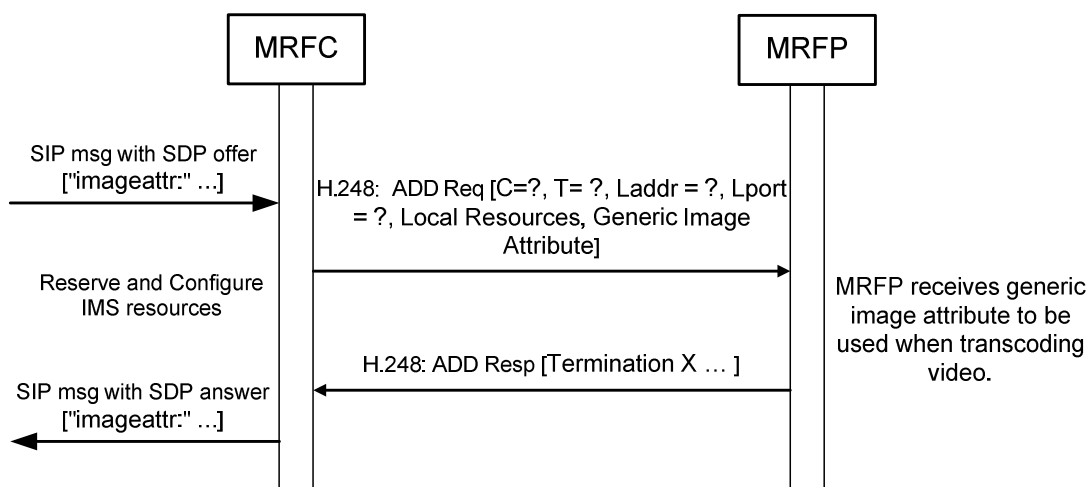 MRFC
MRFP
SIP msg with SDP offer
["imageattr:" ...]
H.248: ADD Req [C=?, T= ?, Laddr = ?, Lport
= ?, Local Resources, Generic Image
Attribute]
Reserve and Configure
IMS resources
MRFP receives generic
image attribute to be
used when transcoding
video.
H.248: ADD Resp [Termination X … ]
SIP msg with SDP answer
["imageattr:" ...]